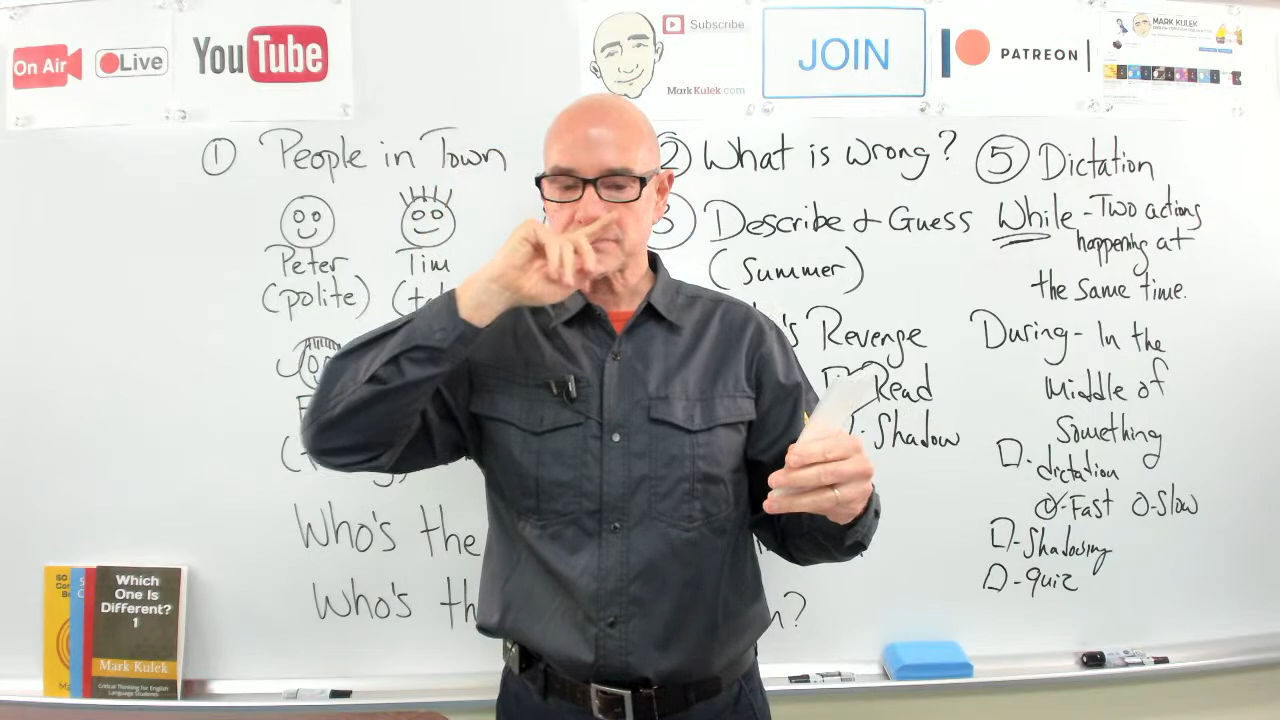 On Air
Live
YouTube
Subscribe
MarkKulek.com
JOIN
PATREON
MARK KULEK
① People in Town
Peter
Tim
(polite)
② What is wrong?
Describe & Guess
(Summer)
's Revenge
Read
Shadow
Who's the
Who's th
?
⑤ Dictation
While - Two actions
happening at
the same time.
During - In the
Middle of
Something
dictation
Fast Slow
Shadowing
quiz
Which
One Is
Different?
1
Mark Kulek
Critical Thinking for English
Language Students